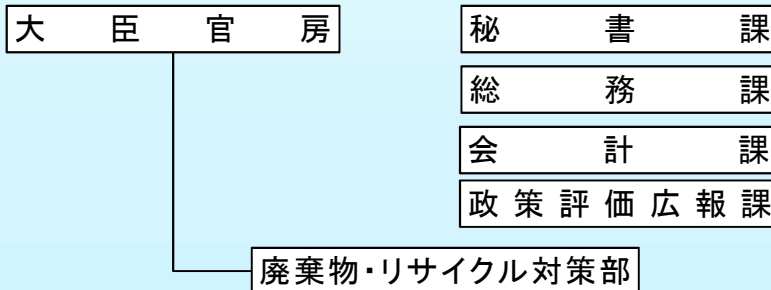 大臣官房
秘書課
総務課
会計課
政策評価広報課
廃棄物・リサイクル対策部